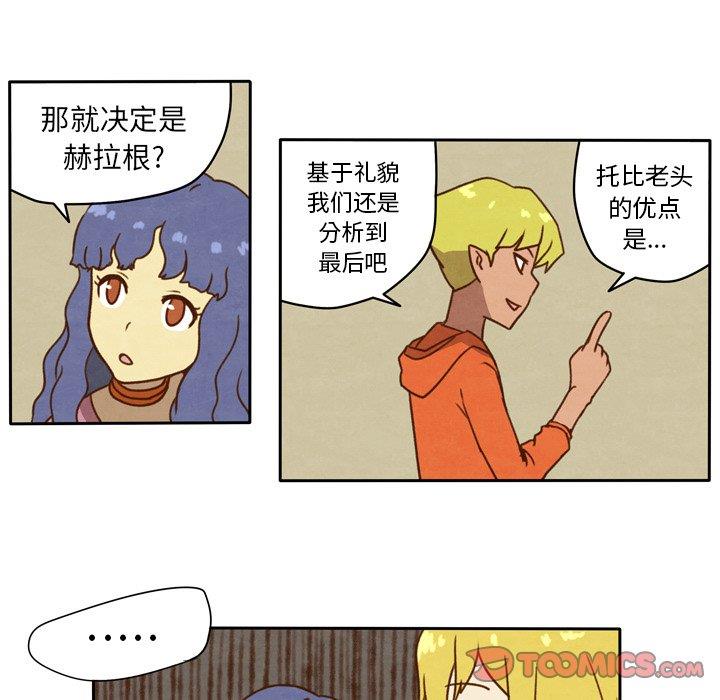 那就决定是
赫拉根?
基于礼貌
我们还是
分析到
最后吧
托比老头
的优点
是...
.....
TOOMICS.COM